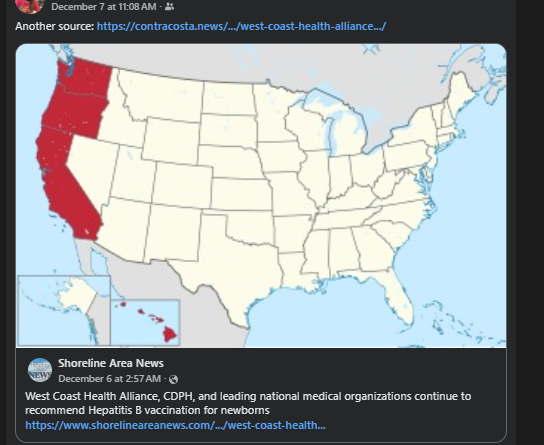 December 7 at 11:08 AM ·
Another source: https://contracosta.news/.../west-coast-health-alliance.../
NEWS
Shoreline Area News
December 6 at 2:57 AM ·
West Coast Health Alliance, CDPH, and leading national medical organizations continue to
recommend Hepatitis B vaccination for newborns
https://www.shorelineareanews.com/.../west-coast-health...